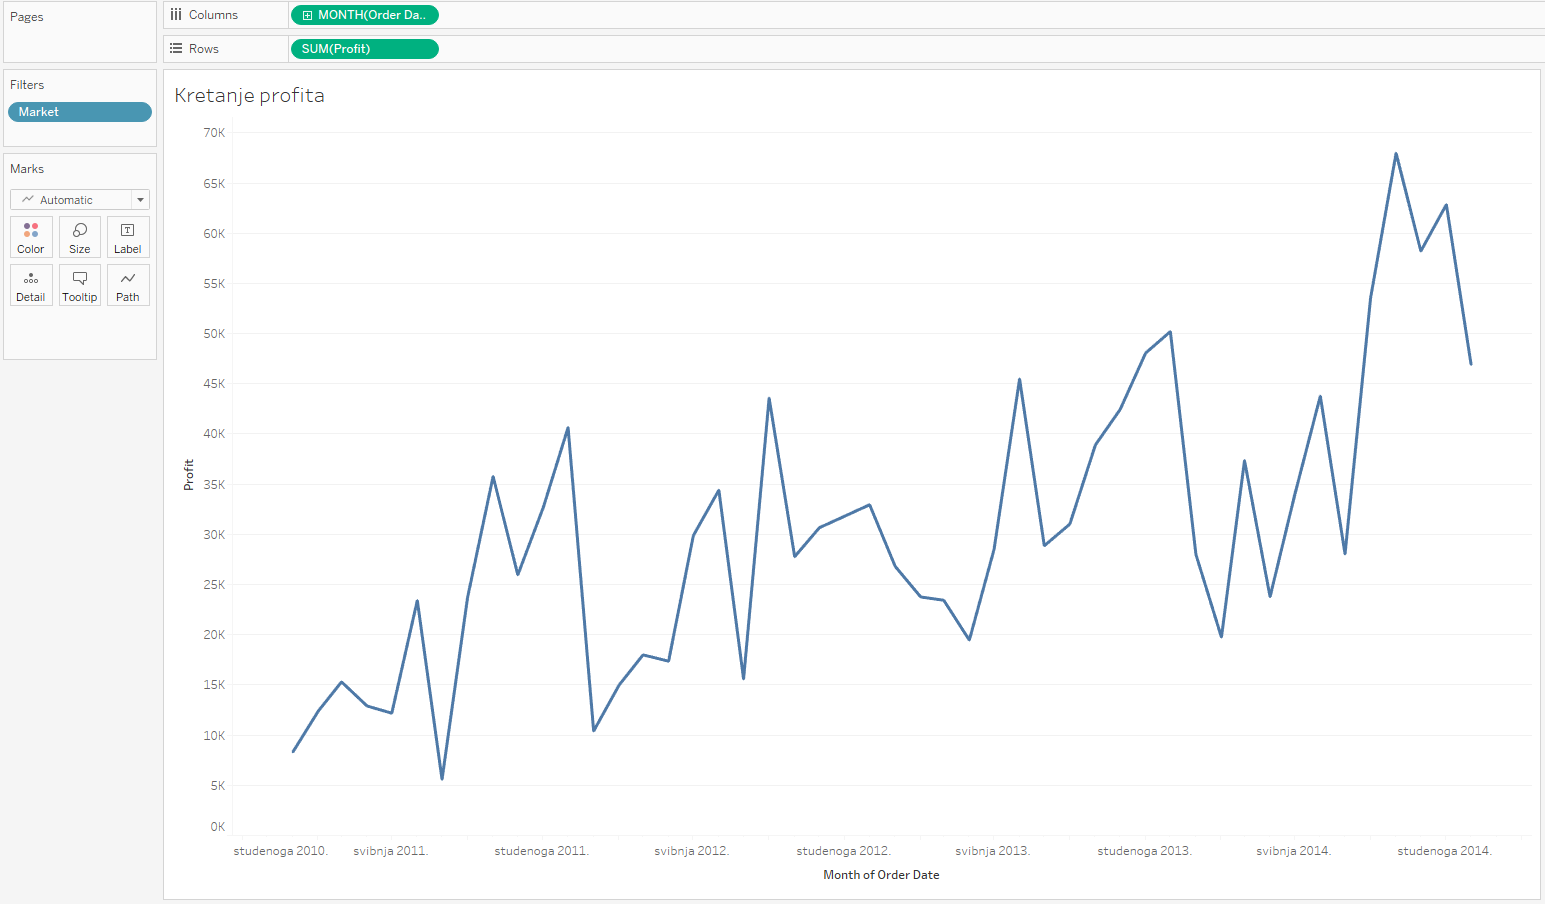 Pages
Columns
MONTH(Order Da..
Rows
SUM(Profit)
Filters
Market
Marks
Automatic
Color
Size
Label
Detail
Tooltip
Path
Kretanje profita
70K
65K
60K
55K
50K
45K
40K
35K
30K
25K
20K
15K
10K
5K
0K
Profit
studenoga 2010.
svibnja 2011.
studenoga 2011.
svibnja 2012.
studenoga 2012.
svibnja 2013.
studenoga 2013.
svibnja 2014.
studenoga 2014.
Month of Order Date